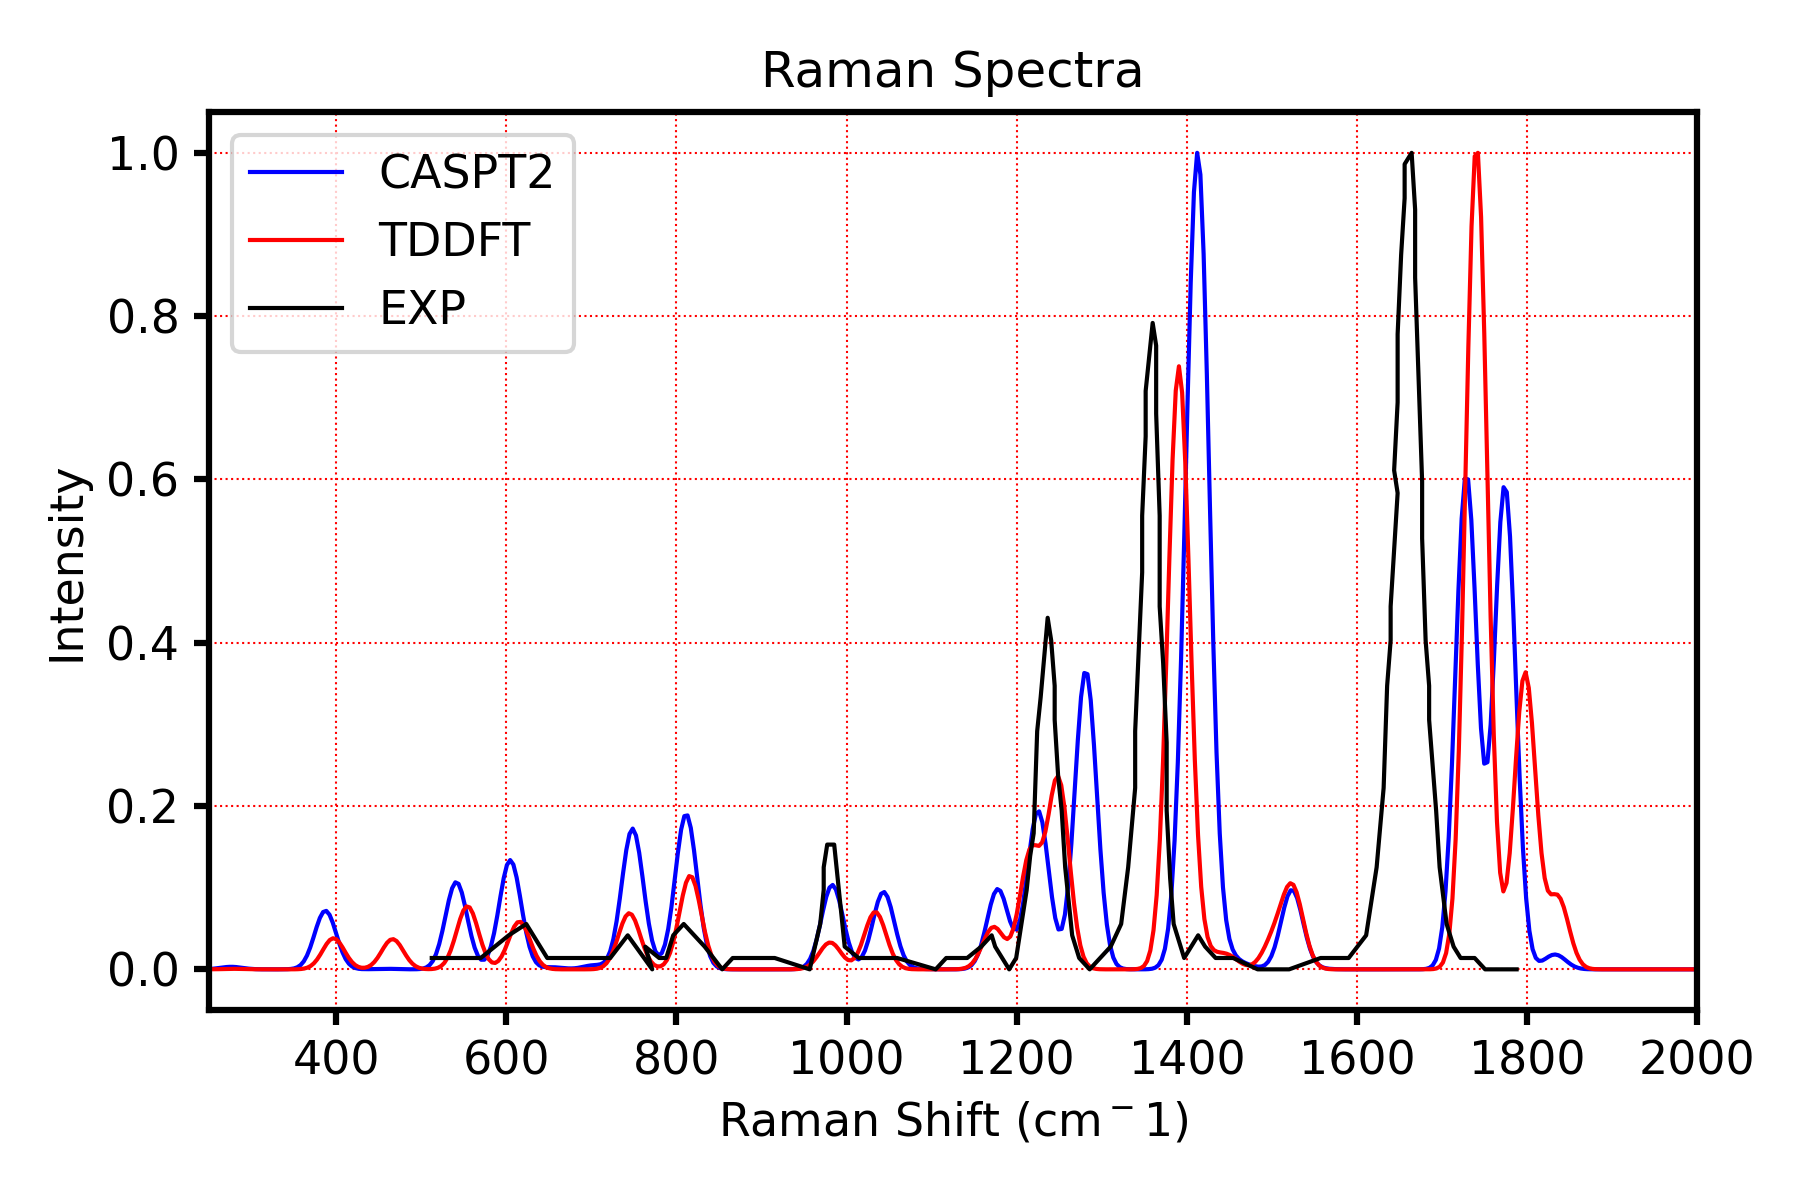 Raman Spectra
CASPT2
TDDFT
EXP
1.0
0.8
0.6
0.4
0.2
0.0
Intensity
400 600 800 1000 1200 1400 1600 1800 2000
Raman Shift (cm⁻1)